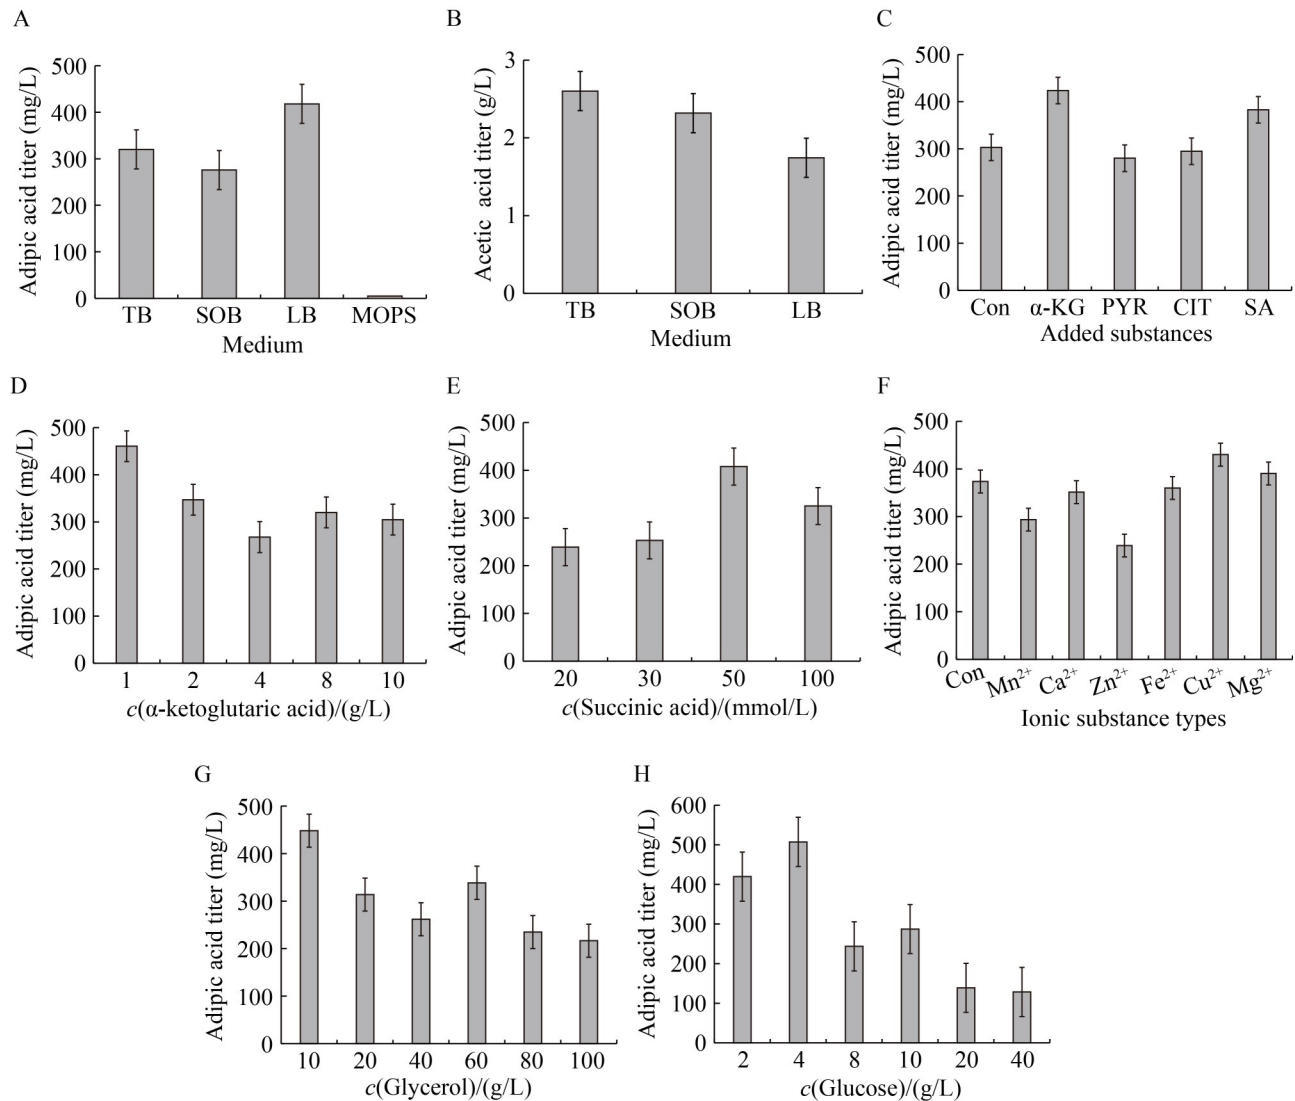 A
Adipic acid titer (mg/L)
500
400
300
200
100
0
TB SOB LB MOPS
Medium
B
Acetic acid titer (g/L)
3
2
1
0
TB SOB LB
Medium
C
Adipic acid titer (mg/L)
500
400
300
200
100
0
Con α-KG PYR CIT SA
Added substances
D
Adipic acid titer (mg/L)
500
400
300
200
100
0
1 2 4 8 10
c(α-ketoglutaric acid)/(g/L)
E
Adipic acid titer (mg/L)
500
400
300
200
100
0
20 30 50 100
c(Succinic acid)/(mmol/L)
F
Adipic acid titer (mg/L)
500
400
300
200
100
0
Con Mn²⁺ Ca²⁺ Zn²⁺ Fe²⁺ Cu²⁺ Mg²⁺
Ionic substance types
G
Adipic acid titer (mg/L)
500
400
300
200
100
0
10 20 40 60 80 100
c(Glycerol)/(g/L)
H
Adipic acid titer (mg/L)
600
500
400
300
200
100
0
2 4 8 10 20 40
c(Glucose)/(g/L)